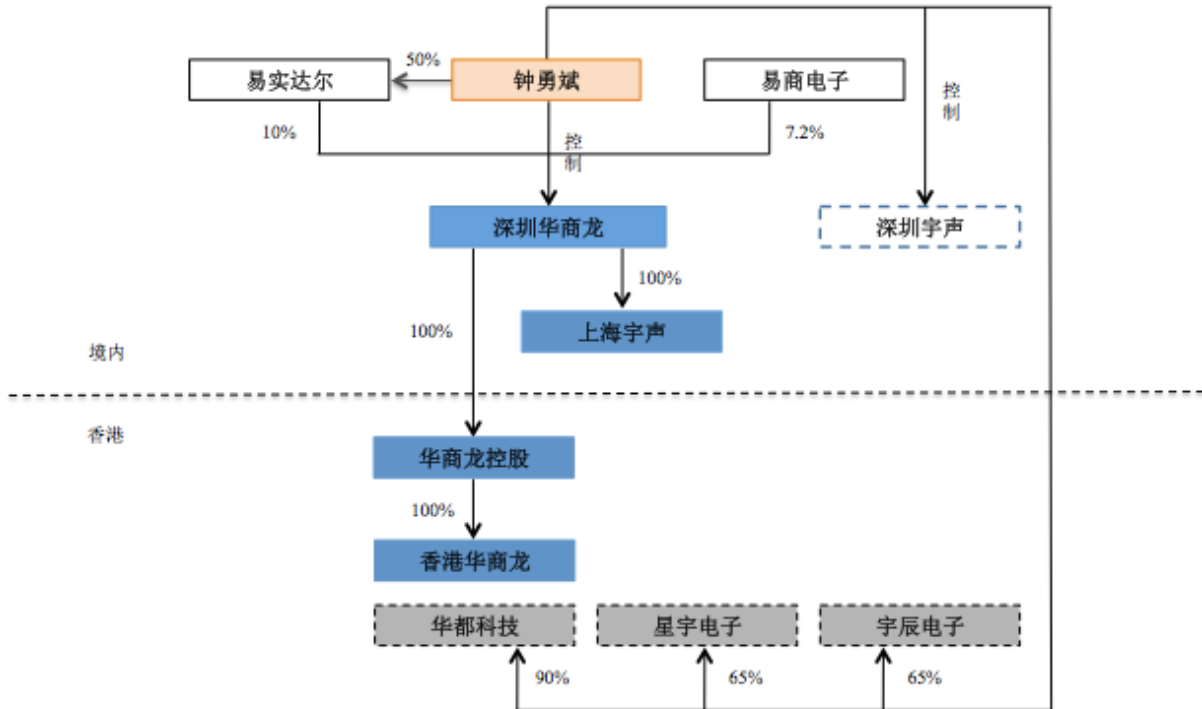 50%
易实达尔
钟勇斌
易商电子
控制
10%
控制
7.2%
深圳华商龙
深圳宇声
100%
上海宇声
100%
境内
香港
华商龙控股
100%
香港华商龙
华都科技
星宇电子
宇辰电子
90%
65%
65%